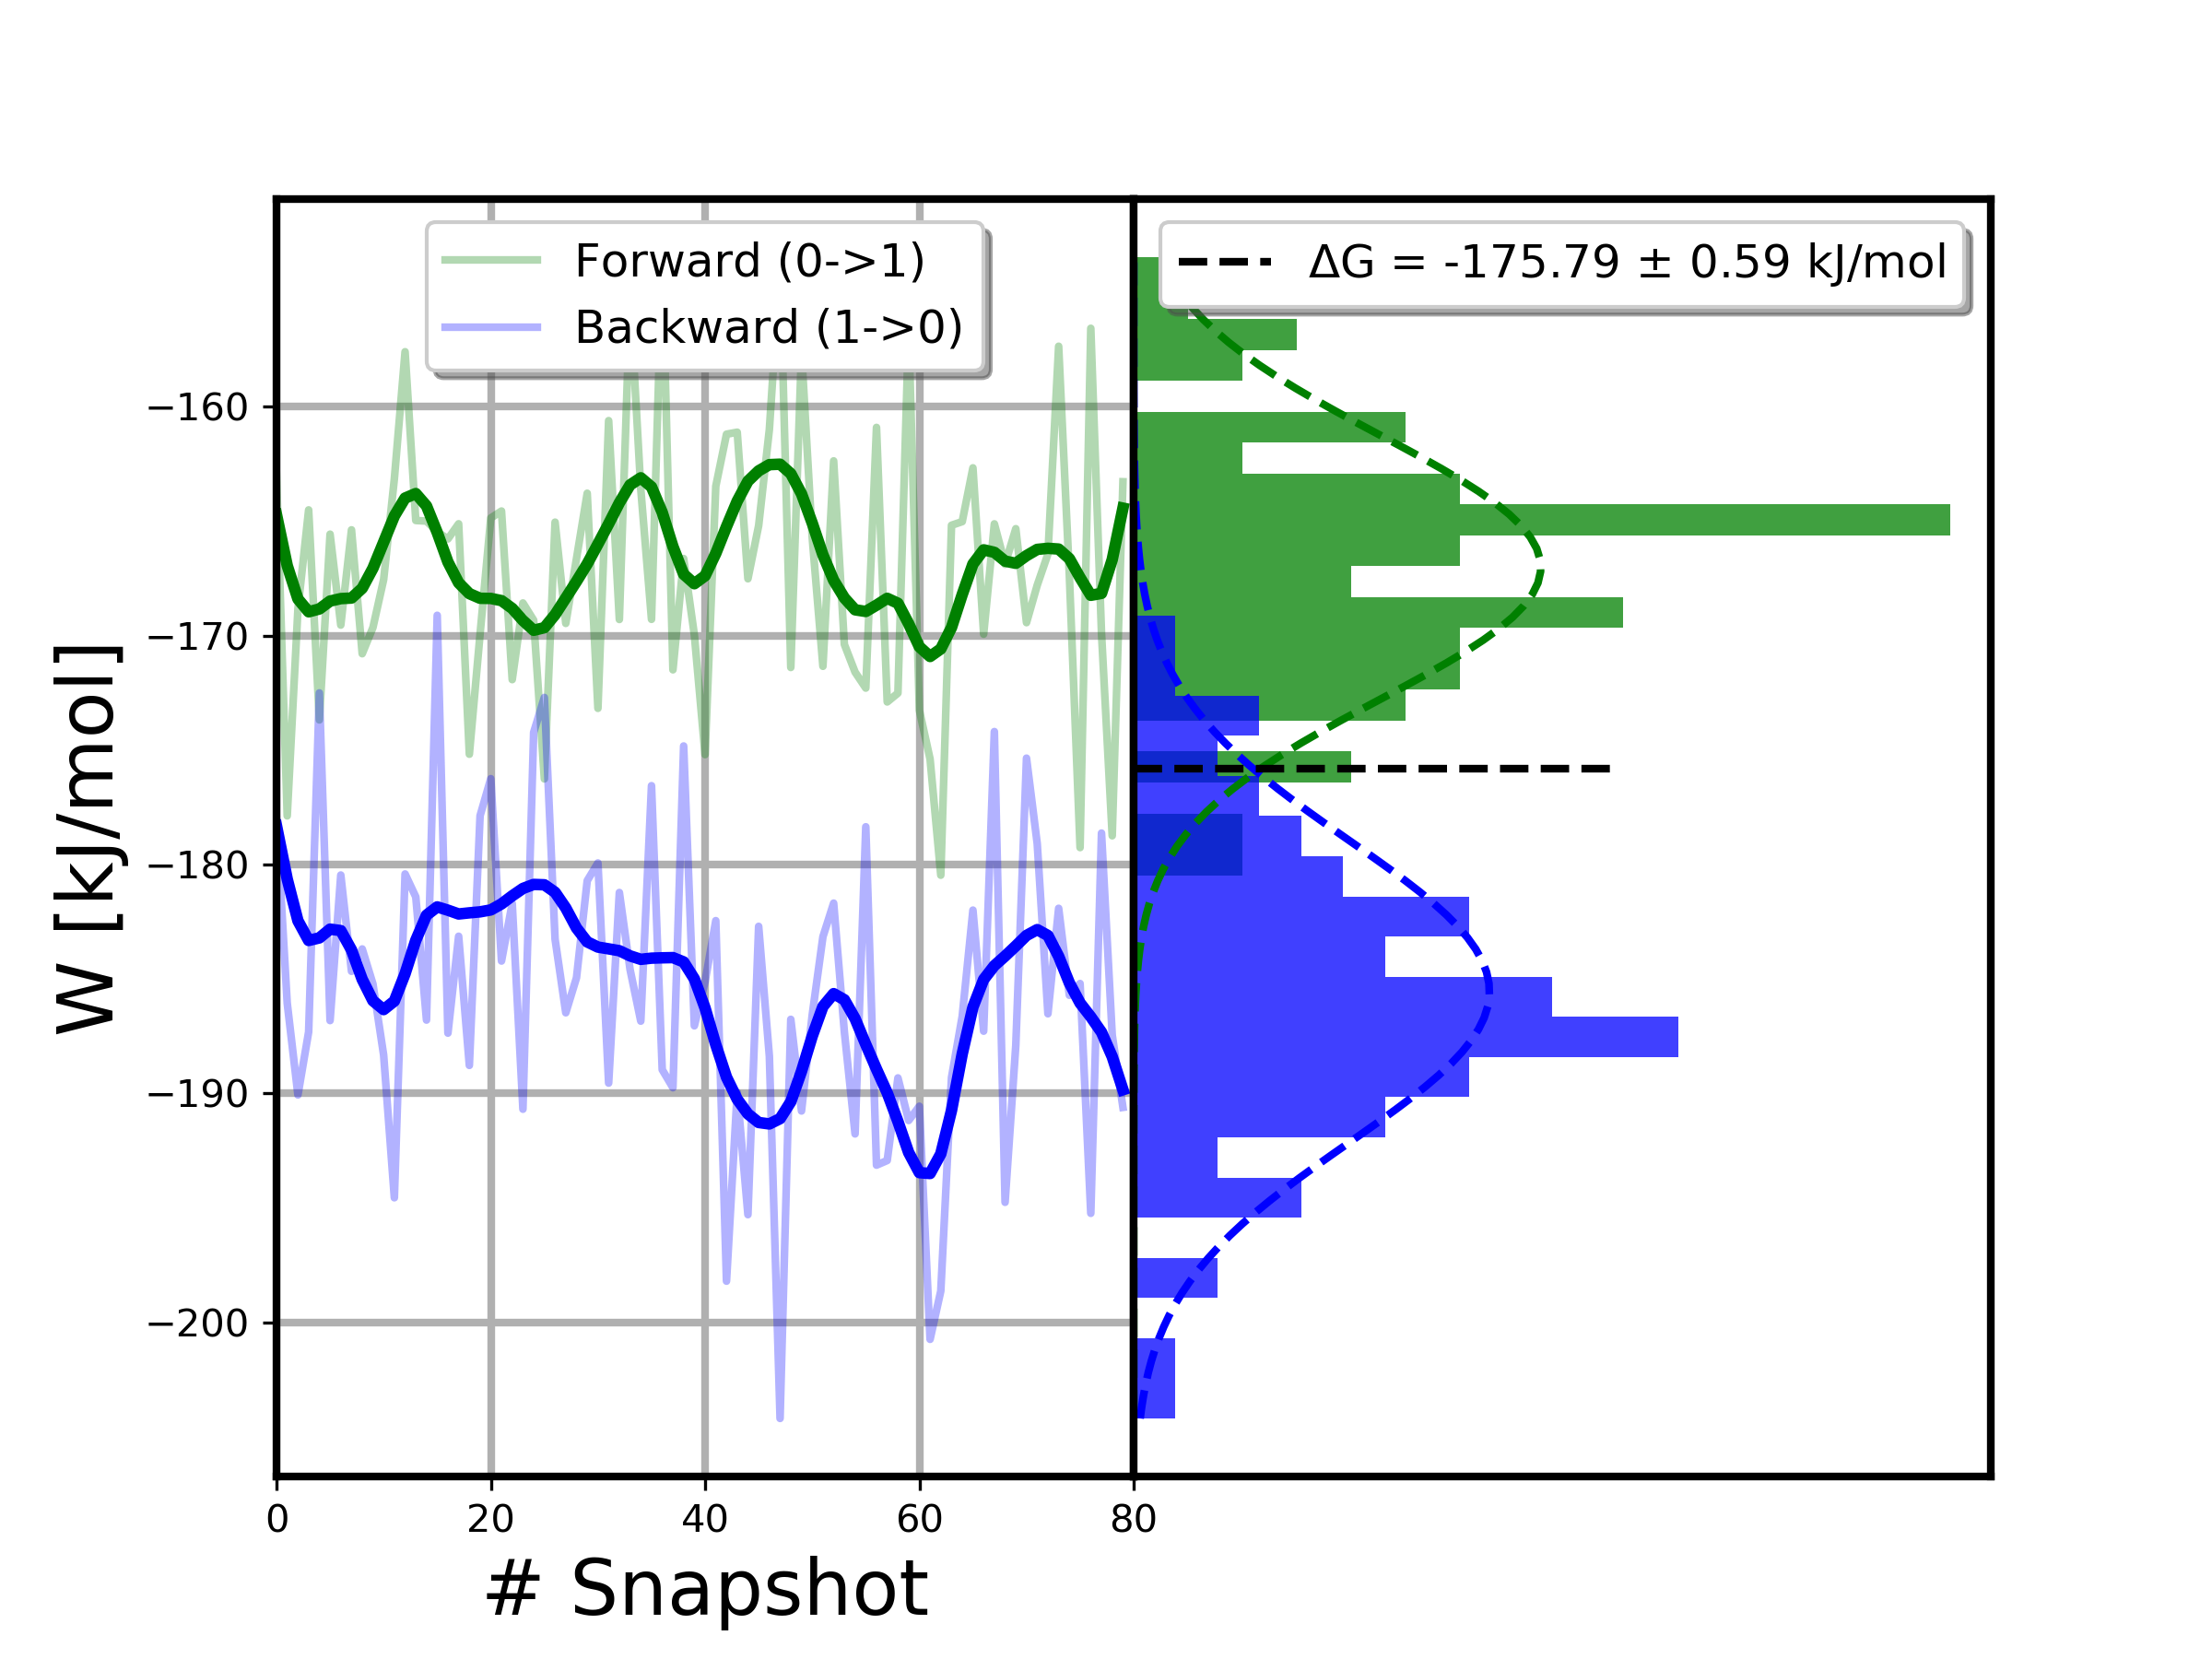 Forward (0->1)
Backward (1->0)
ΔG = -175.79 ± 0.59 kJ/mol
W [kJ/mol]
−160
−170
−180
−190
−200
0 20 40 60 80
# Snapshot